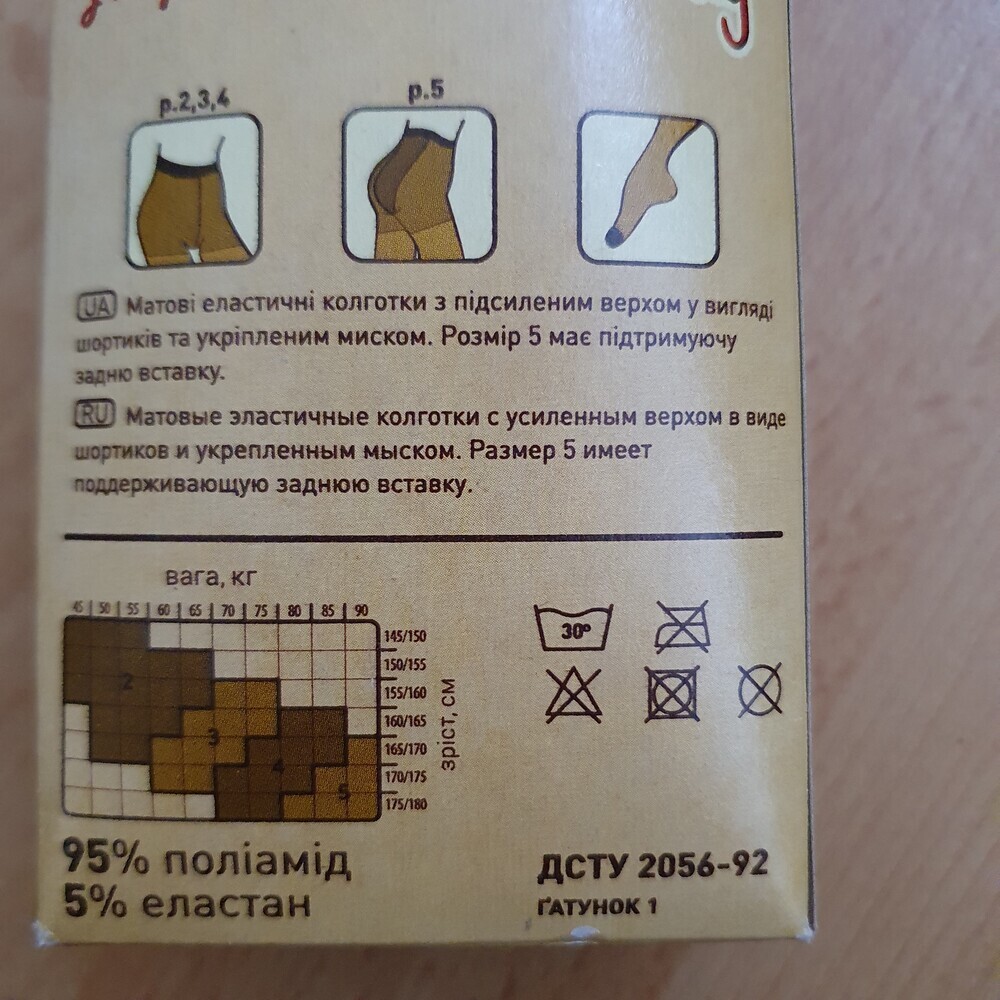 р.2,3,4
р.5
UA Матові еластичні колготки з підсиленим верхом у вигляді
шортиків та укріпленим миском. Розмір 5 має підтримуючу
задню вставку.
RU Матовые эластичные колготки с усиленным верхом в виде
шортиков и укрепленным мыском. Размер 5 имеет
поддерживающую заднюю вставку.
вага, кг
45 50 55 60 65 70 75 80 85 90
145/150
150/155
155/160
160/165
165/170
170/175
175/180
зріст, см
2
3
4
5
30°
95% поліамід
5% еластан
ДСТУ 2056-92
ҐАТУНОК 1